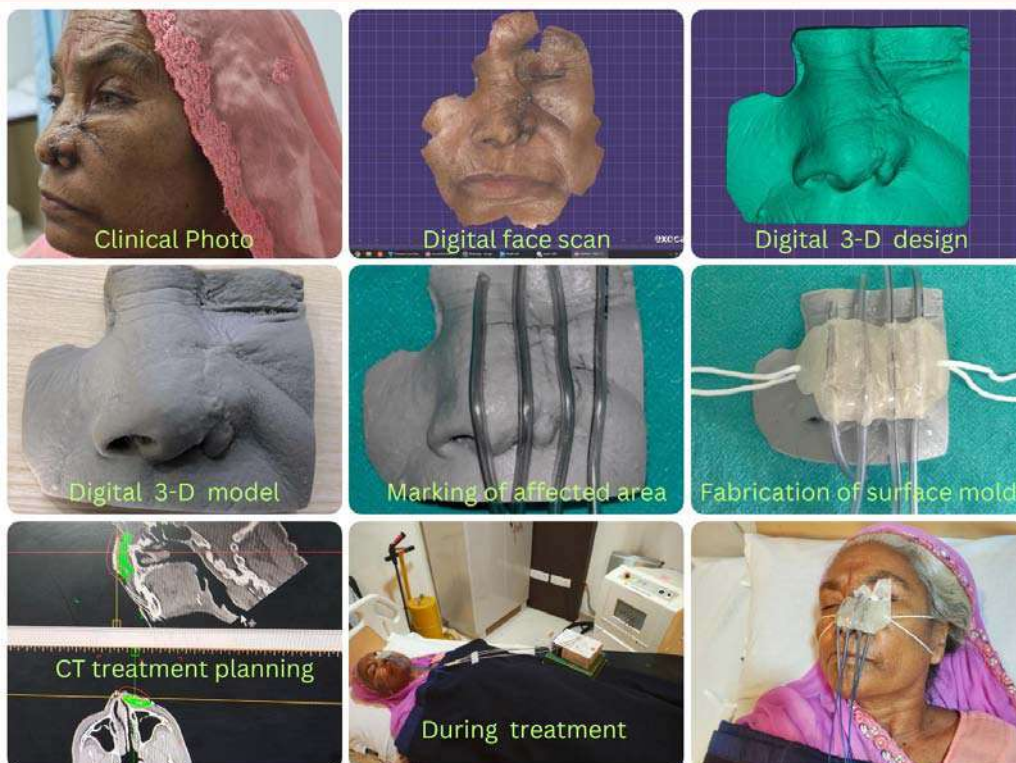 Clinical Photo
Digital face scan
Digital 3-D design
Digital 3-D model
Marking of affected area
Fabrication of surface mold
CT treatment planning
During treatment